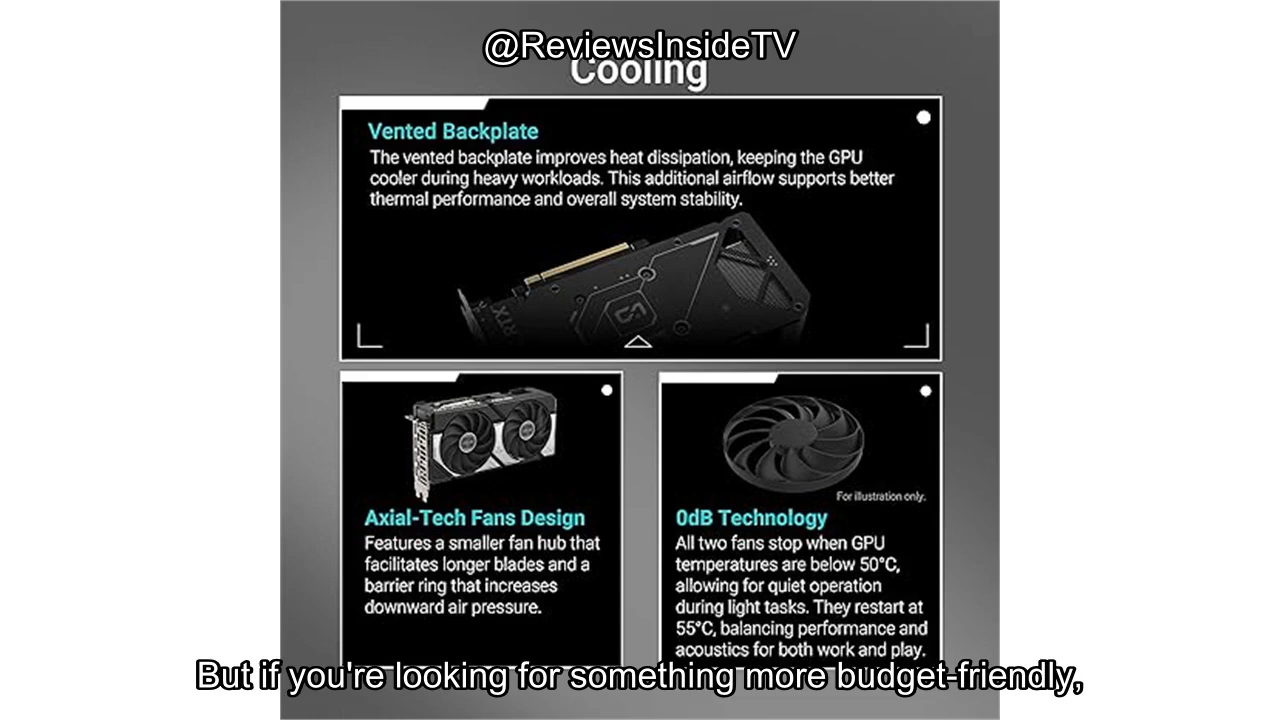 @ReviewsInsideTV
Cooling
Vented Backplate
The vented backplate improves heat dissipation, keeping the GPU
cooler during heavy workloads. This additional airflow supports better
thermal performance and overall system stability.
RTX
For illustration only.
Axial-Tech Fans Design
Features a smaller fan hub that
facilitates longer blades and a
barrier ring that increases
downward air pressure.
0dB Technology
All two fans stop when GPU
temperatures are below 50°C,
allowing for quiet operation
during light tasks. They restart at
55°C, balancing performance and
acoustics for both work and play.
But if you're looking for something more budget-friendly,